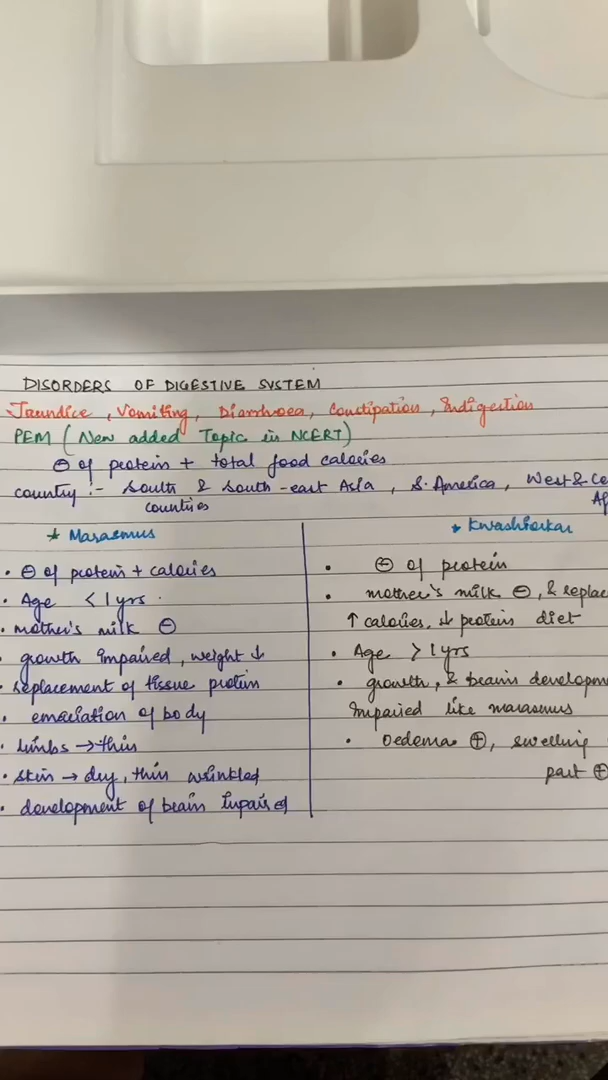 DISORDERS OF DIGESTIVE SYSTEM
Jaundice, Vomiting, Diarrhoea, Constipation, Indigestion
PEM (New added Topic in NCERT)
⊖ of protein + total food calories
country :- South & South-east Asia, S. America, West & Ce
counties
Af
★ Marasmus
• ⊖ of protein + calories
• Age < 1 yrs.
• mother's milk ⊖
• growth impaired, weight ↓
• replacement of tissue protein
• emaciation of body
• limbs → thin
• skin → dry, thin wrinkled
• development of brain Impaired
★ Kwashiorkar
• ⊖ of protein
• mother's milk ⊖, & replace
↑ calories, ↓ protein diet
• Age > 1 yrs
• growth, & brain developm
Impaired like marasmus
• Oedema ⊕, swelling
part ⊕